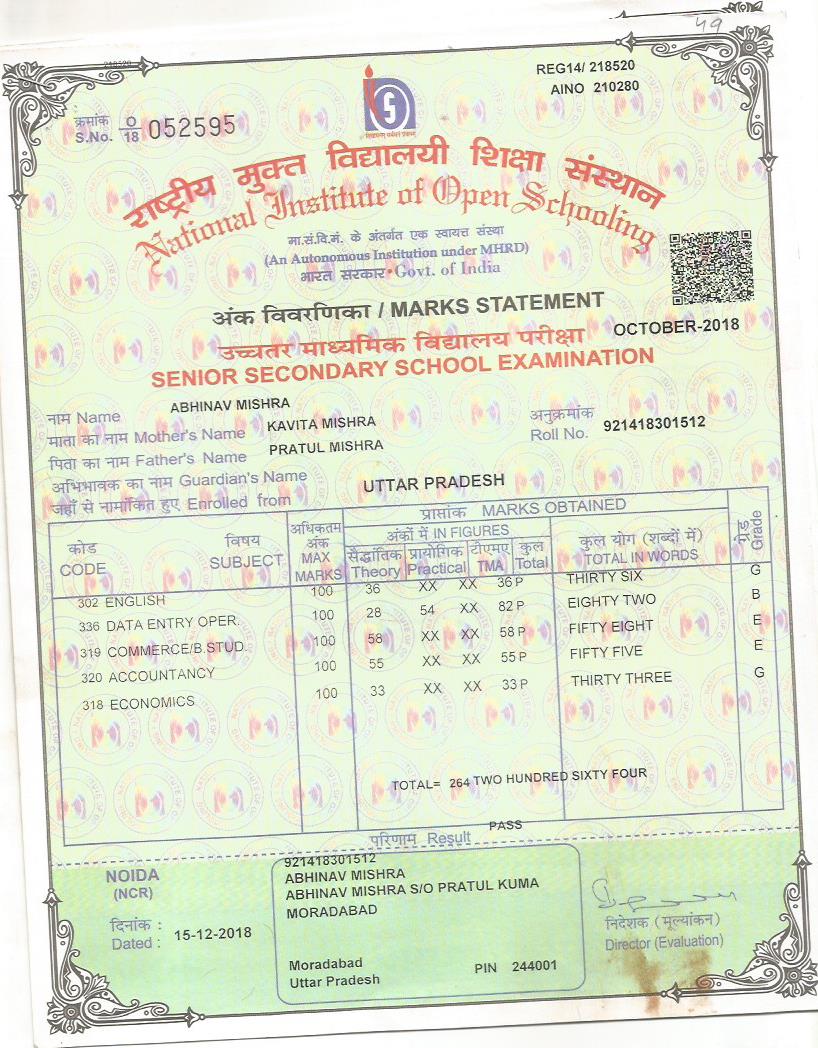 49
218520
REG14/ 218520
AINO 210280
क्रमांक
S.No. O/18 052595
राष्ट्रीय मुक्त विद्यालयी शिक्षा संस्थान
National Institute of Open Schooling
मा.सं.वि.मं. के अंतर्गत एक स्वायत्त संस्था
(An Autonomous Institution under MHRD)
भारत सरकार • Govt. of India
अंक विवरणिका / MARKS STATEMENT
उच्चतर माध्यमिक विद्यालय परीक्षा OCTOBER-2018
SENIOR SECONDARY SCHOOL EXAMINATION
नाम Name ABHINAV MISHRA
माता का नाम Mother's Name KAVITA MISHRA
अनुक्रमांक
Roll No. 921418301512
पिता का नाम Father's Name PRATUL MISHRA
अभिभावक का नाम Guardian's Name
जहाँ से नामांकित हुए Enrolled from UTTAR PRADESH
कोड CODE विषय SUBJECT अधिकतम अंक MAX MARKS प्राप्तांक MARKS OBTAINED ग्रेड Grade
अंकों में IN FIGURES कुल योग (शब्दों में) TOTAL IN WORDS
सैद्धांतिक Theory प्रायोगिक Practical टीएमए TMA कुल Total
302 ENGLISH 100 36 XX XX 36 P THIRTY SIX G
336 DATA ENTRY OPER. 100 28 54 XX 82 P EIGHTY TWO B
319 COMMERCE/B.STUD. 100 58 XX XX 58 P FIFTY EIGHT E
320 ACCOUNTANCY 100 55 XX XX 55 P FIFTY FIVE E
318 ECONOMICS 100 33 XX XX 33 P THIRTY THREE G
TOTAL= 264 TWO HUNDRED SIXTY FOUR
परिणाम Result PASS
NOIDA
(NCR)
दिनांक :
Dated : 15-12-2018
921418301512
ABHINAV MISHRA
ABHINAV MISHRA S/O PRATUL KUMA
MORADABAD
Moradabad
Uttar Pradesh PIN 244001
निदेशक (मूल्यांकन)
Director (Evaluation)